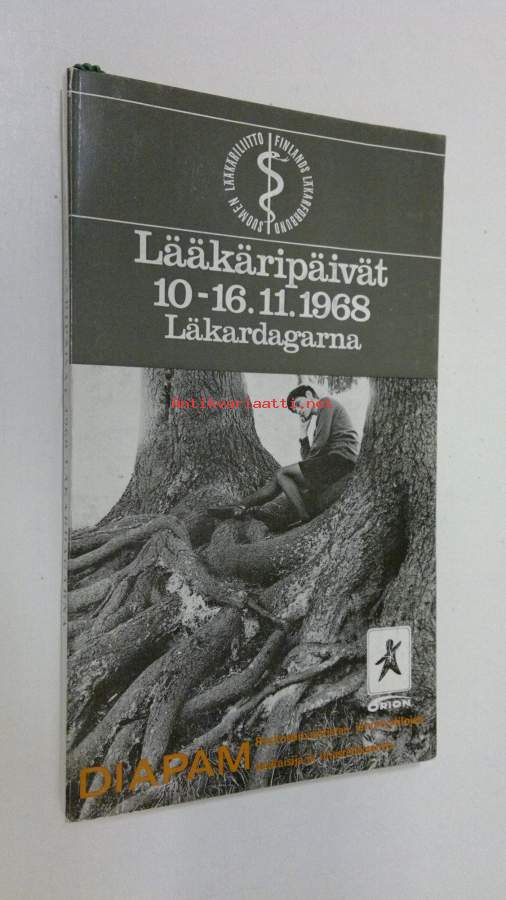 SUOMEN LÄÄKÄRILIITTO FINLANDS LÄKARFÖRBUND
Lääkäripäivät
10-16.11.1968
Läkardagarna
Antikvariaatti.net
ORION
DIAPAM